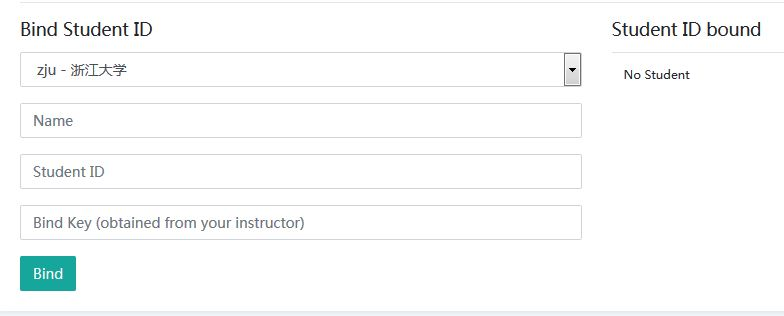 Bind Student ID
zju - 浙江大学
Name
Student ID
Bind Key (obtained from your instructor)
Bind
Student ID bound
No Student